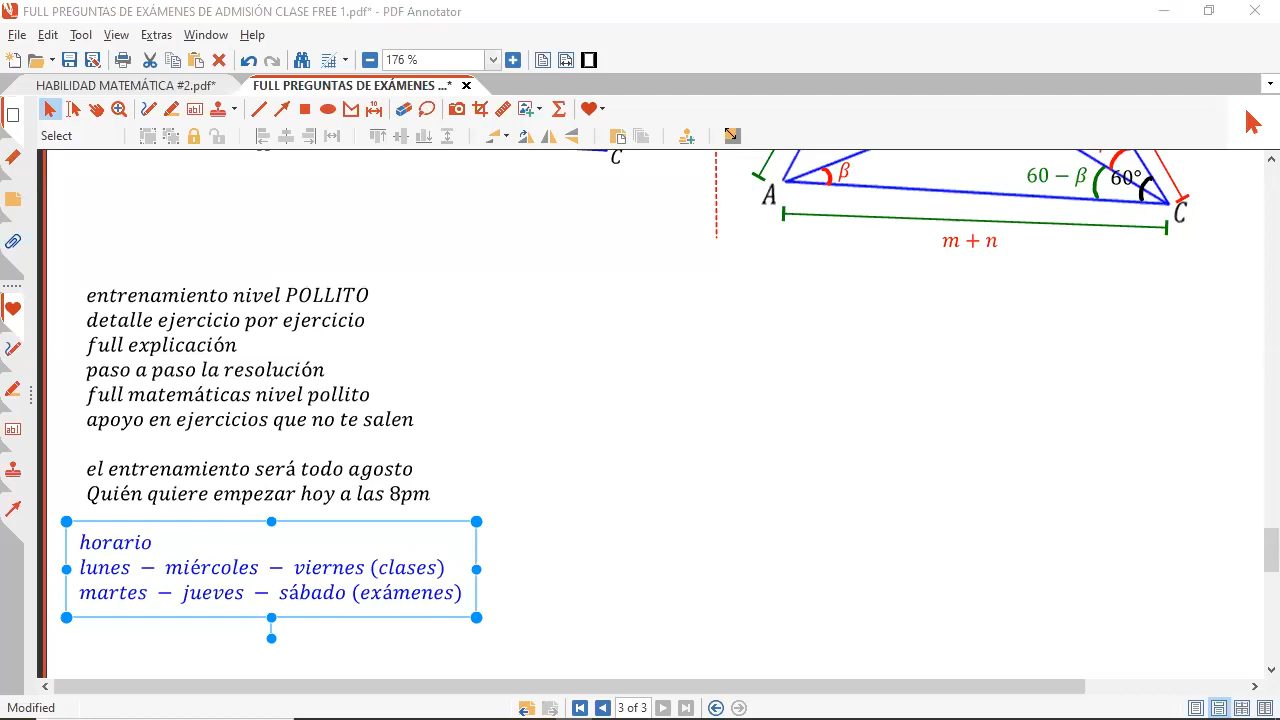 FULL PREGUNTAS DE EXÁMENES DE ADMISIÓN CLASE FREE 1.pdf* - PDF Annotator
File Edit Tool View Extras Window Help
176 %
HABILIDAD MATEMÁTICA #2.pdf*
FULL PREGUNTAS DE EXÁMENES ...*
Select
C
β
60 − β
60°
A
C
m + n
entrenamiento nivel POLLITO
detalle ejercicio por ejercicio
full explicación
paso a paso la resolución
full matemáticas nivel pollito
apoyo en ejercicios que no te salen
el entrenamiento será todo agosto
Quién quiere empezar hoy a las 8pm
horario
lunes − miércoles − viernes (clases)
martes − jueves − sábado (exámenes)
Modified
3 of 3